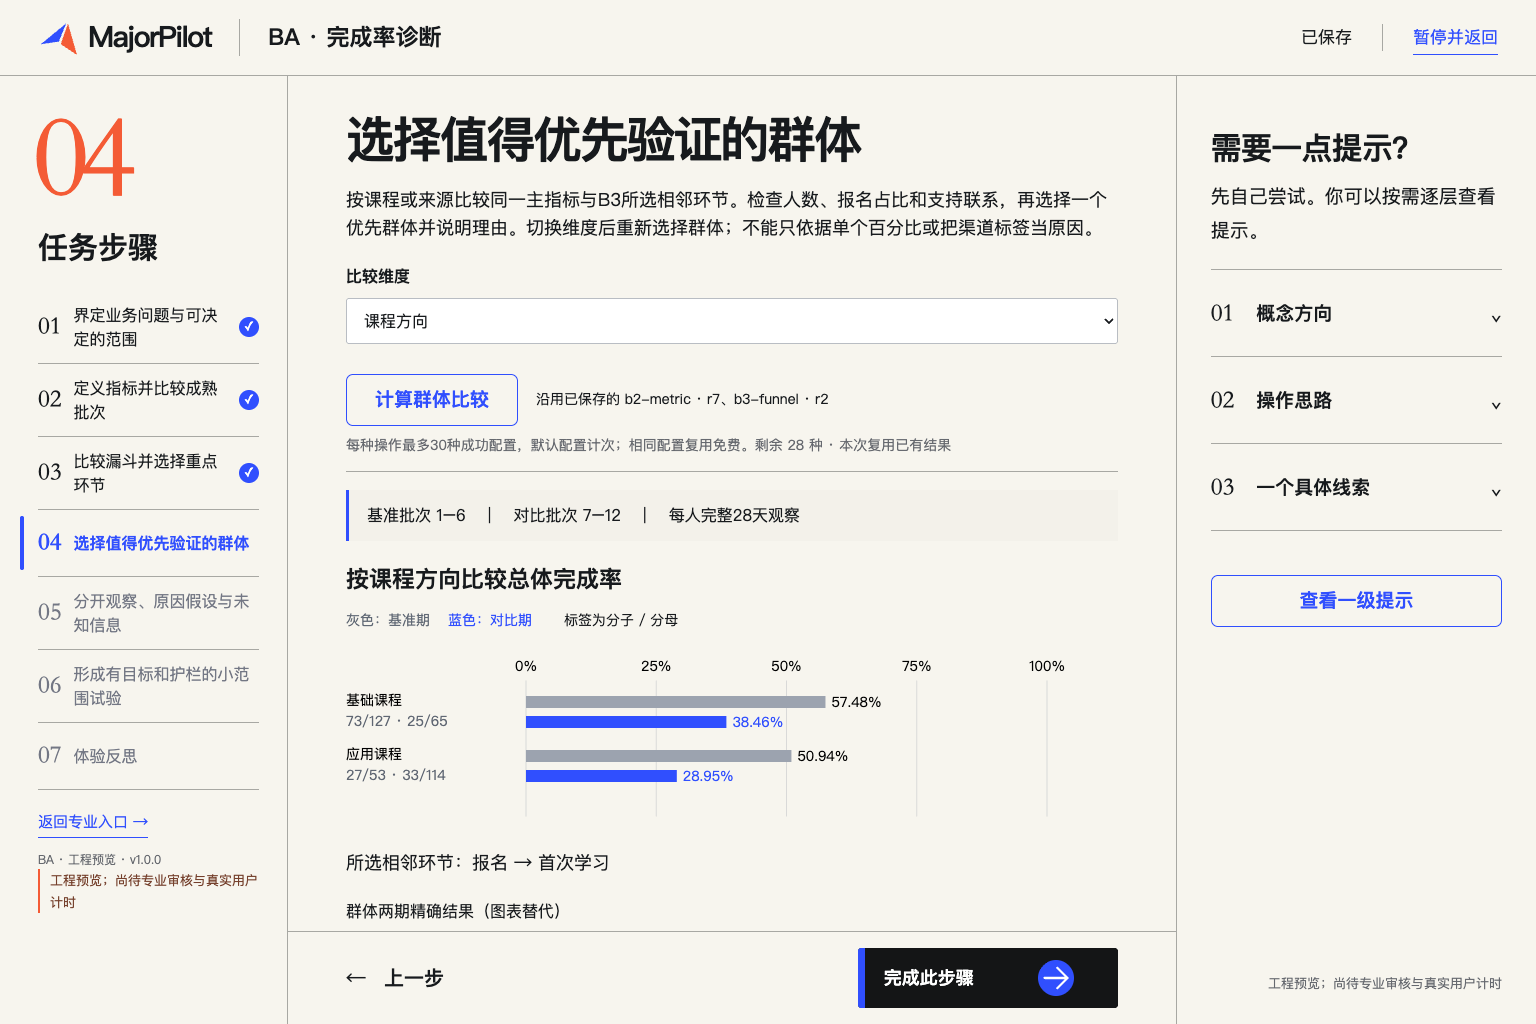 MajorPilot
BA · 完成率诊断
已保存
暂停并返回
04
任务步骤
01 界定业务问题与可决
定的范围
02 定义指标并比较成熟
批次
03 比较漏斗并选择重点
环节
04 选择值得优先验证的群体
05 分开观察、原因假设与未
知信息
06 形成有目标和护栏的小范
围试验
07 体验反思
返回专业入口 →
BA · 工程预览 · v1.0.0
工程预览；尚待专业审核与真实用户
计时
选择值得优先验证的群体
按课程或来源比较同一主指标与B3所选相邻环节。检查人数、报名占比和支持联系，再选择一个
优先群体并说明理由。切换维度后重新选择群体；不能只依据单个百分比或把渠道标签当原因。
比较维度
课程方向
计算群体比较
沿用已保存的 b2-metric · r7、b3-funnel · r2
每种操作最多30种成功配置，默认配置计次；相同配置复用免费。剩余 28 种 · 本次复用已有结果
基准批次 1—6 | 对比批次 7—12 | 每人完整28天观察
按课程方向比较总体完成率
灰色：基准期 蓝色：对比期 标签为分子 / 分母
0% 25% 50% 75% 100%
基础课程
73/127 · 25/65
57.48%
38.46%
应用课程
27/53 · 33/114
50.94%
28.95%
所选相邻环节：报名 → 首次学习
群体两期精确结果（图表替代）
← 上一步
完成此步骤
需要一点提示？
先自己尝试。你可以按需逐层查看
提示。
01 概念方向
02 操作思路
03 一个具体线索
查看一级提示
工程预览；尚待专业审核与真实用户计时